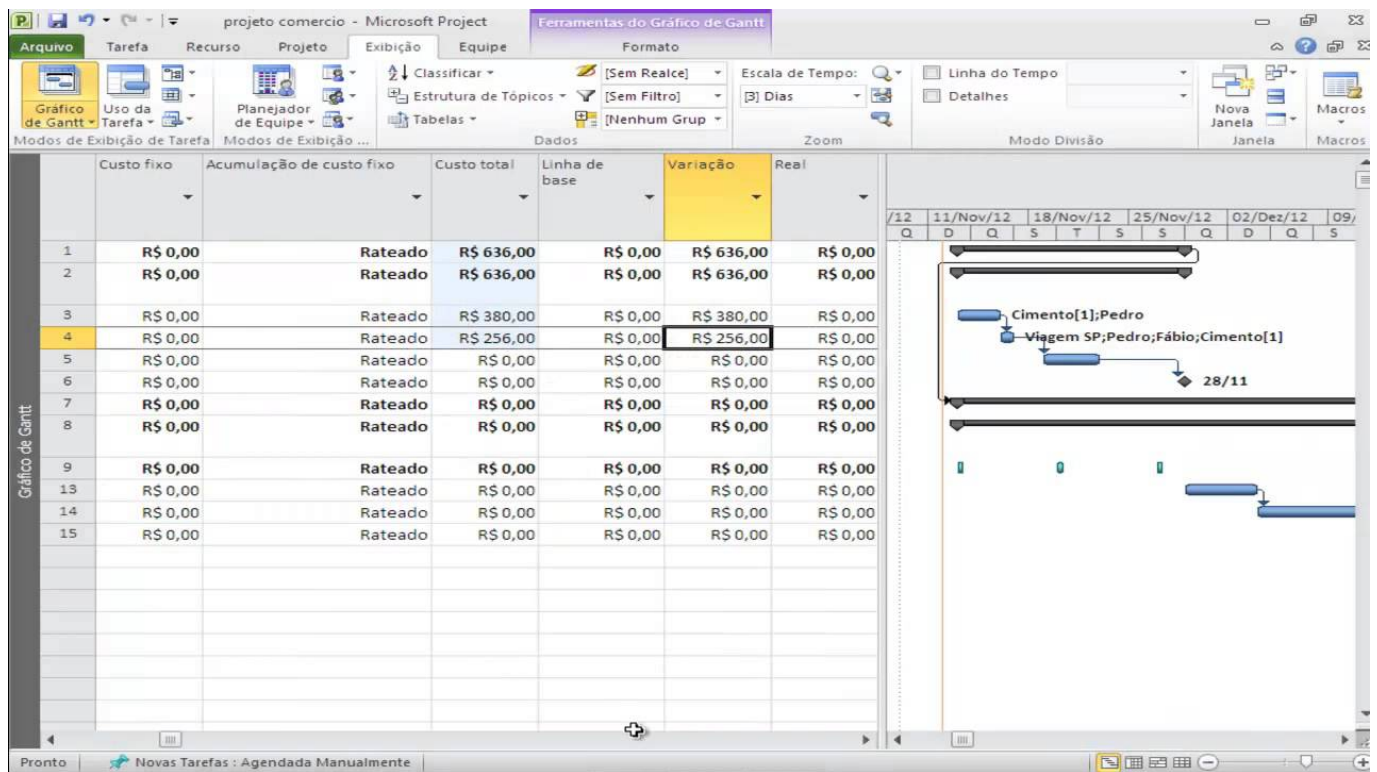 projeto comercio - Microsoft Project
Ferramentas do Gráfico de Gantt
Arquivo Tarefa Recurso Projeto Exibição Equipe Formato
Gráfico de Gantt
Uso da Tarefa
Planejador de Equipe
Classificar
Estrutura de Tópicos
Tabelas
[Sem Realce]
[Sem Filtro]
[Nenhum Grup
Escala de Tempo:
[3] Dias
Linha do Tempo
Detalhes
Nova Janela
Macros
Modos de Exibição de Tarefa Modos de Exibição ... Dados Zoom Modo Divisão Janela Macros
Custo fixo Acumulação de custo fixo Custo total Linha de base Variação Real
/12 11/Nov/12 18/Nov/12 25/Nov/12 02/Dez/12 09/
Q D Q S T S S Q D Q S
1 R$ 0,00 Rateado R$ 636,00 R$ 0,00 R$ 636,00 R$ 0,00
2 R$ 0,00 Rateado R$ 636,00 R$ 0,00 R$ 636,00 R$ 0,00
3 R$ 0,00 Rateado R$ 380,00 R$ 0,00 R$ 380,00 R$ 0,00 Cimento[1];Pedro
4 R$ 0,00 Rateado R$ 256,00 R$ 0,00 R$ 256,00 R$ 0,00 Viagem SP;Pedro;Fábio;Cimento[1]
5 R$ 0,00 Rateado R$ 0,00 R$ 0,00 R$ 0,00 R$ 0,00
6 R$ 0,00 Rateado R$ 0,00 R$ 0,00 R$ 0,00 R$ 0,00 28/11
7 R$ 0,00 Rateado R$ 0,00 R$ 0,00 R$ 0,00 R$ 0,00
8 R$ 0,00 Rateado R$ 0,00 R$ 0,00 R$ 0,00 R$ 0,00
9 R$ 0,00 Rateado R$ 0,00 R$ 0,00 R$ 0,00 R$ 0,00
13 R$ 0,00 Rateado R$ 0,00 R$ 0,00 R$ 0,00 R$ 0,00
14 R$ 0,00 Rateado R$ 0,00 R$ 0,00 R$ 0,00 R$ 0,00
15 R$ 0,00 Rateado R$ 0,00 R$ 0,00 R$ 0,00 R$ 0,00
Gráfico de Gantt
Pronto Novas Tarefas : Agendada Manualmente